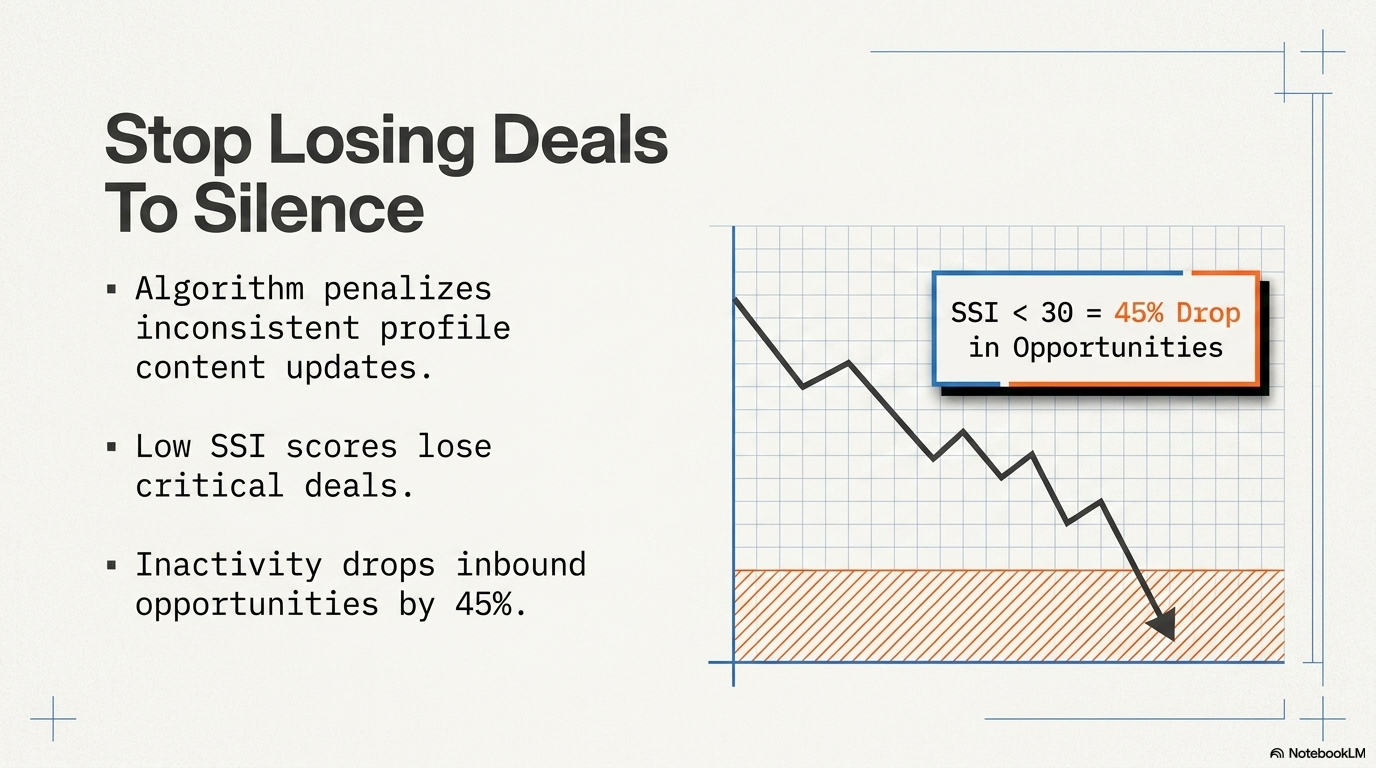 Stop Losing Deals
To Silence
▪ Algorithm penalizes
inconsistent profile
content updates.
▪ Low SSI scores lose
critical deals.
▪ Inactivity drops inbound
opportunities by 45%.
SSI < 30 = 45% Drop
in Opportunities
NotebookLM